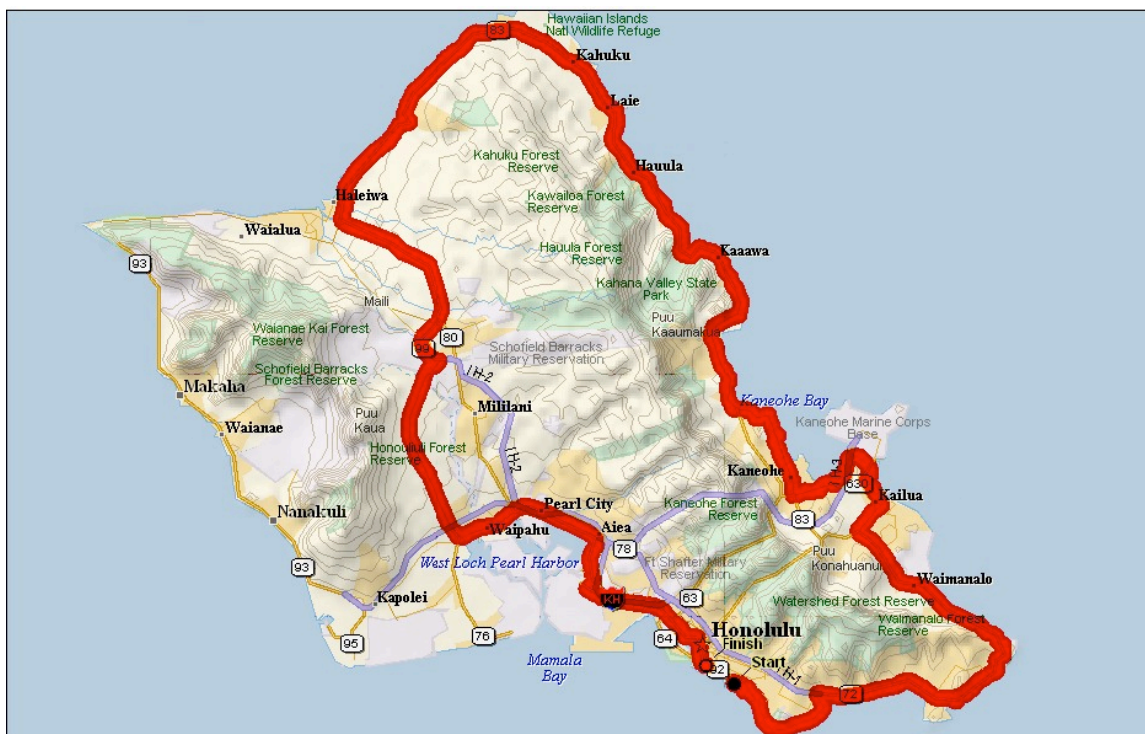 Hawaiian Islands
Natl Wildlife Refuge
83
Kahuku
Laie
Kahuku Forest
Reserve
Hauula
Kawailoa Forest
Reserve
Haleiwa
Waialua
Hauula Forest
Reserve
Kaaawa
93
Kahana Valley State
Park
Maili
Puu
Kaaumakua
Waianae Kai Forest
Reserve
80
99
Schofield Barracks
Military Reservation
Schofield Barracks
Forest Reserve
I H-2
Makaha
Kaneohe Bay
Mililani
Puu
Kaua
Kaneohe Marine Corps
Base
Waianae
Honouliuli Forest
Reserve
I H-2
Kaneohe
I H-3
630
Kailua
Nanakuli
Pearl City
Kaneohe Forest
Reserve
83
Waipahu
Aiea
78
Puu
Konahuanui
West Loch Pearl Harbor
Ft Shafter Military
Reservation
93
Waimanalo
Kapolei
KH
63
Watershed Forest Reserve
Waimanalo Forest
Reserve
95
76
64
Honolulu
Finish
Mamala
Bay
92
Start
I H-1
72